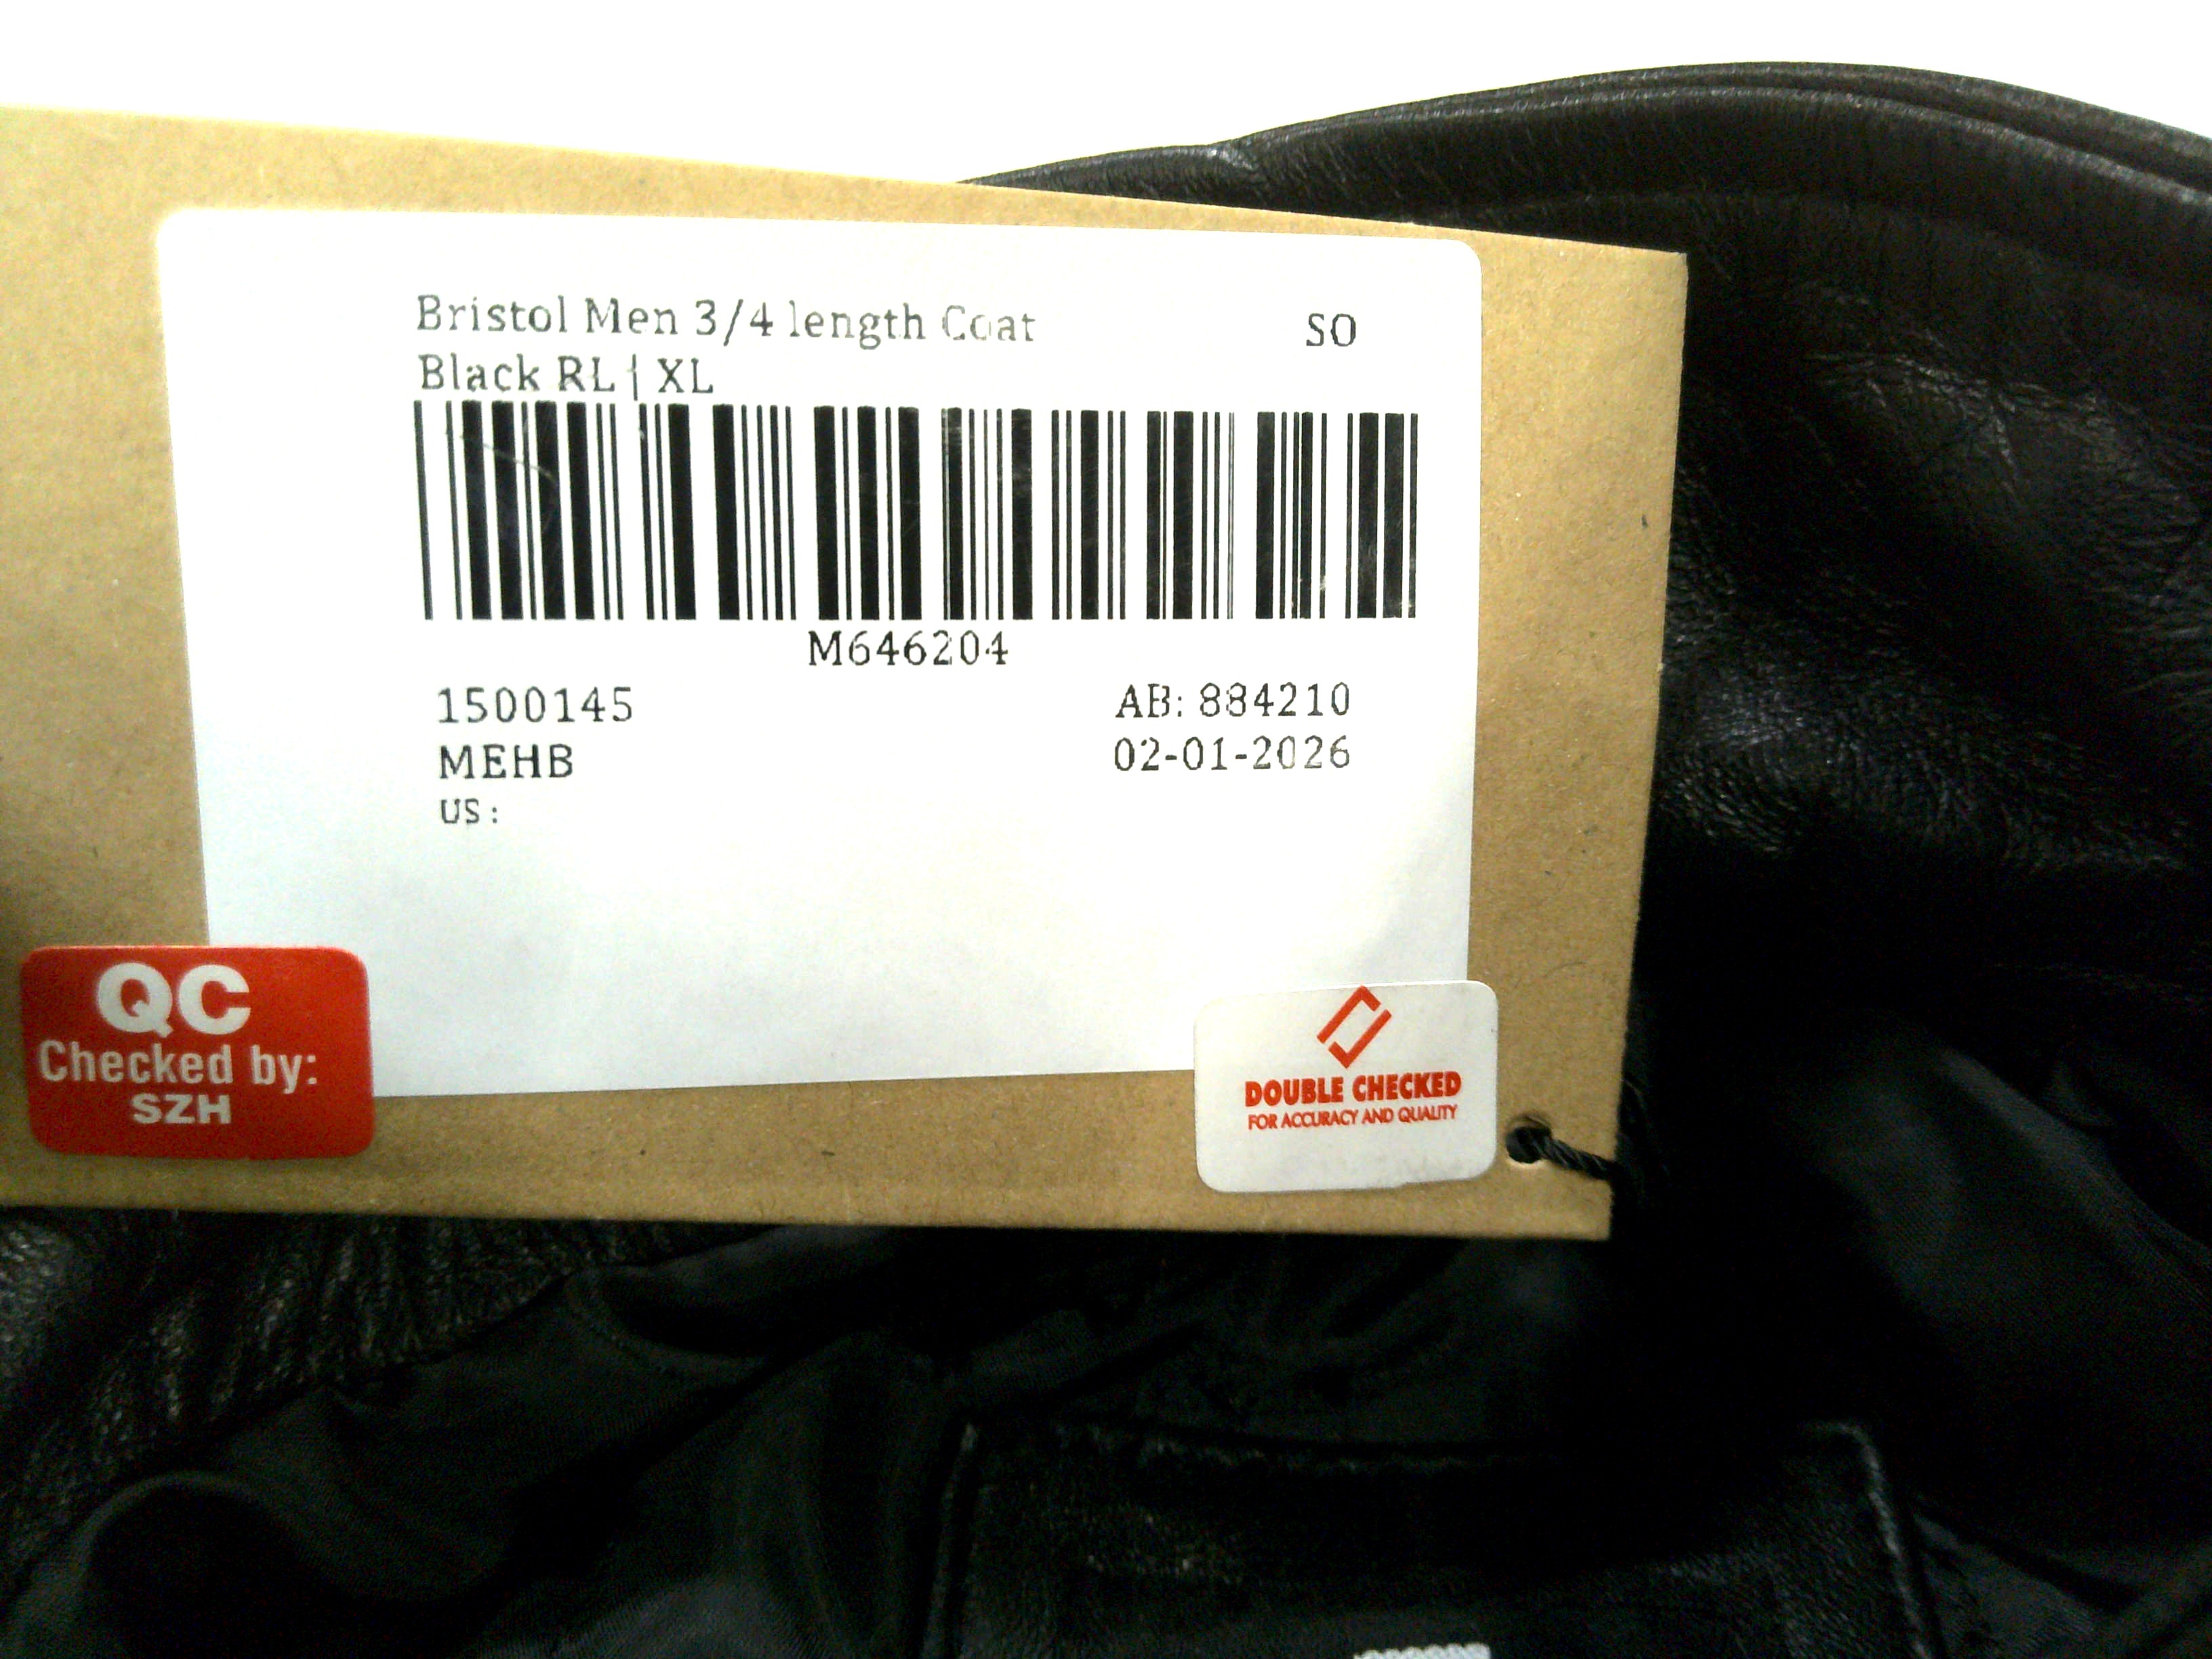 Bristol Men 3/4 length Coat SO
Black RL | XL
M646204
1500145 AB: 884210
MEHB 02-01-2026
US :
QC
Checked by:
SZH
DOUBLE CHECKED
FOR ACCURACY AND QUALITY